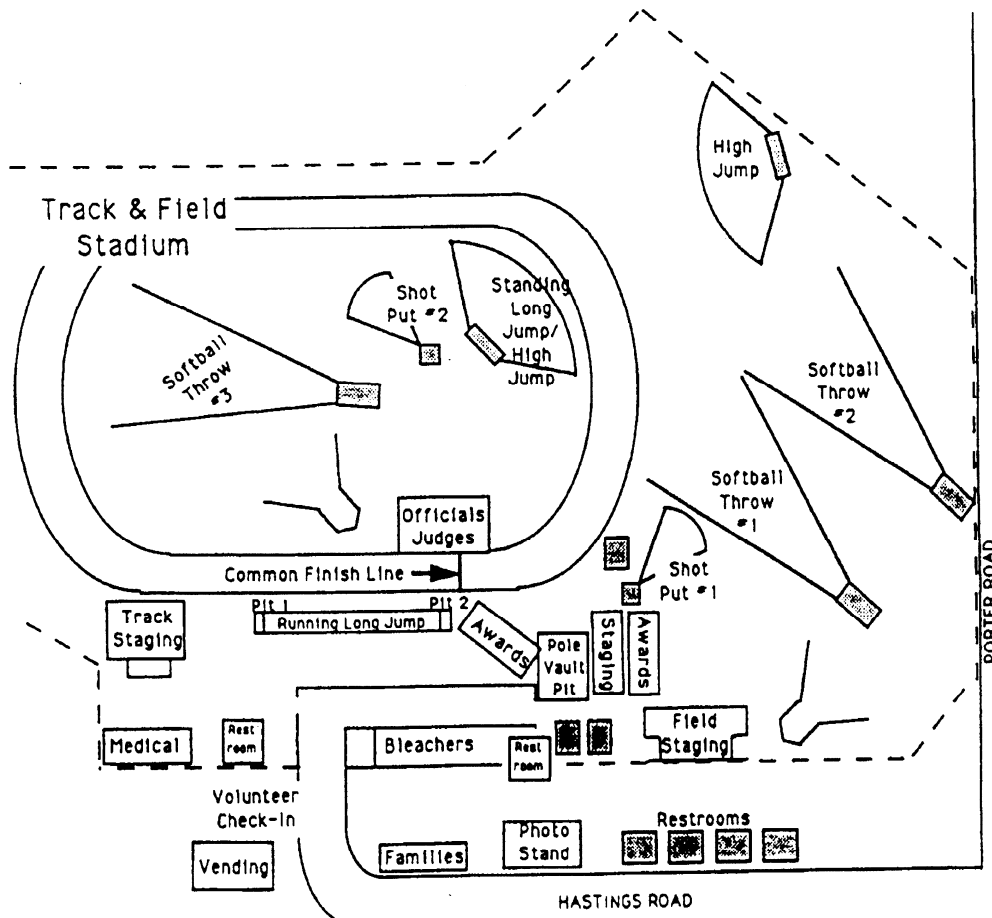 High
Jump
Track & Field
Stadium
Shot
Put #2
Standing
Long
Jump/
High
Jump
Softball
Throw
#3
Softball
Throw
#2
Softball
Throw
#1
Officials
Judges
Common Finish Line
Shot
Put #1
PORTER ROAD
Pit 1
Pit 2
Running Long Jump
Track
Staging
Awards
Pole
Vault
Pit
Staging
Awards
Medical
Rest
room
Bleachers
Rest
room
Field
Staging
Volunteer
Check-In
Vending
Families
Photo
Stand
Restrooms
HASTINGS ROAD